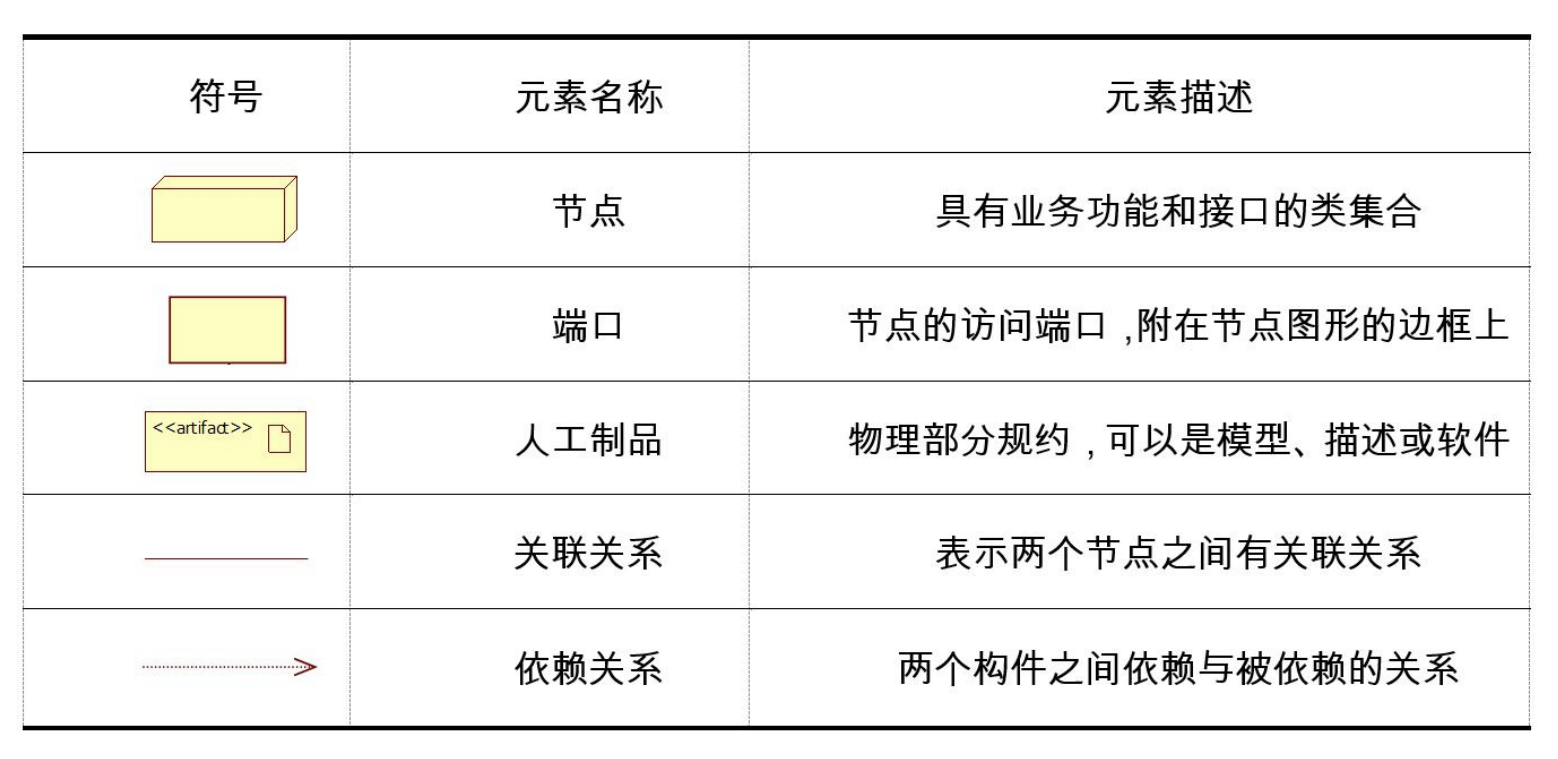 符号 元素名称 元素描述
节点 具有业务功能和接口的类集合
端口 节点的访问端口,附在节点图形的边框上
<<artifact>> 人工制品 物理部分规约,可以是模型、描述或软件
关联关系 表示两个节点之间有关联关系
依赖关系 两个构件之间依赖与被依赖的关系